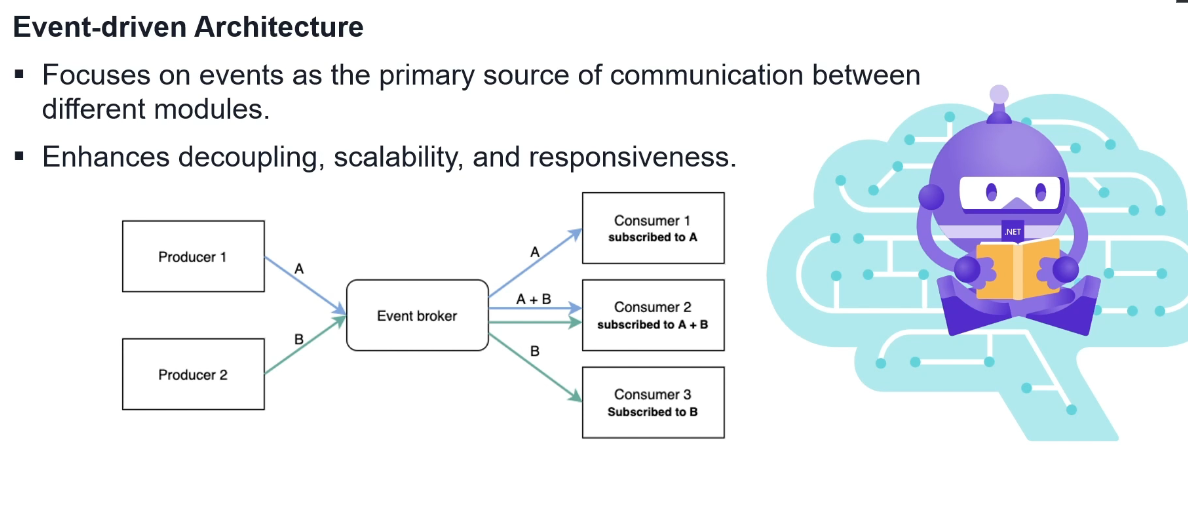 Event-driven Architecture
▪ Focuses on events as the primary source of communication between
different modules.
▪ Enhances decoupling, scalability, and responsiveness.
Producer 1
A
Producer 2
B
Event broker
A
A + B
B
Consumer 1
subscribed to A
Consumer 2
subscribed to A + B
Consumer 3
Subscribed to B
.NET